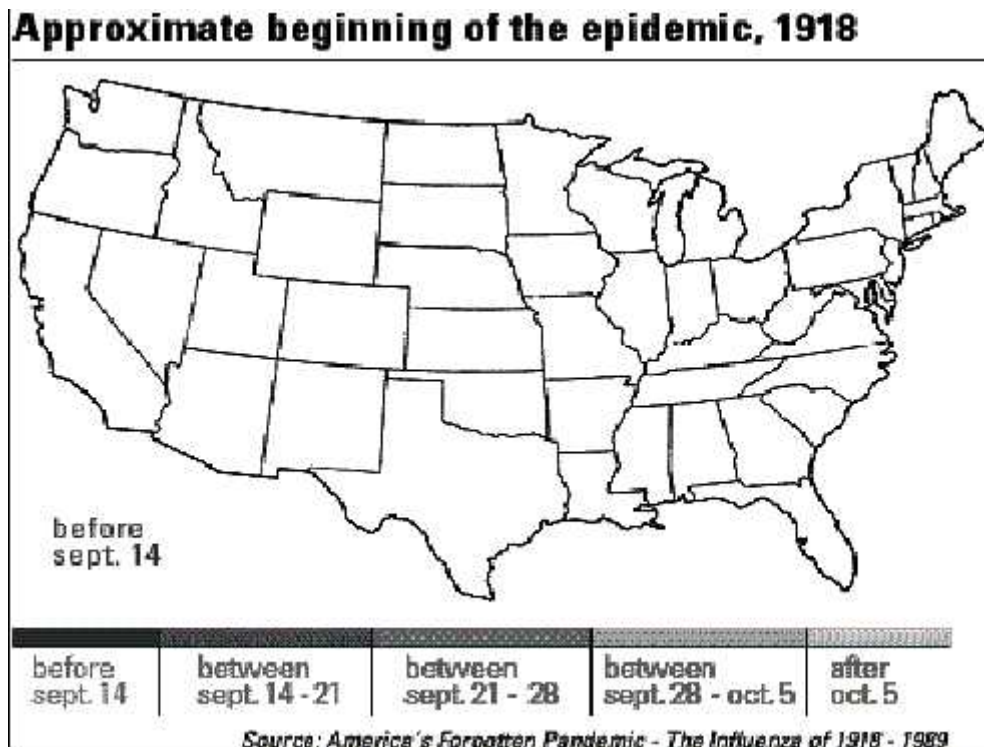 Approximate beginning of the epidemic, 1918
before
sept. 14
before
sept. 14
between
sept. 14 - 21
between
sept. 21 - 28
between
sept. 28 - oct. 5
after
oct. 5
Source: America's Forgotten Pandemic - The Influenza of 1918 - 1989